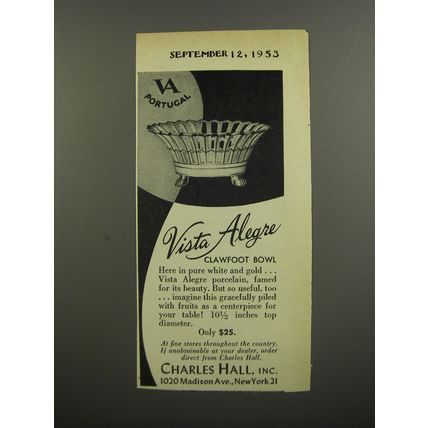 SEPTEMBER 12, 1953
VA
PORTUGAL
Vista Alegre
CLAWFOOT BOWL
Here in pure white and gold . . .
Vista Alegre porcelain, famed
for its beauty. But so useful, too
. . . imagine this gracefully piled
with fruits as a centerpiece for
your table! 10½ inches top
diameter.
Only $25.
At fine stores throughout the country.
If unobtainable at your dealer, order
direct from Charles Hall.
CHARLES HALL, INC.
1020 Madison Ave., New York 21